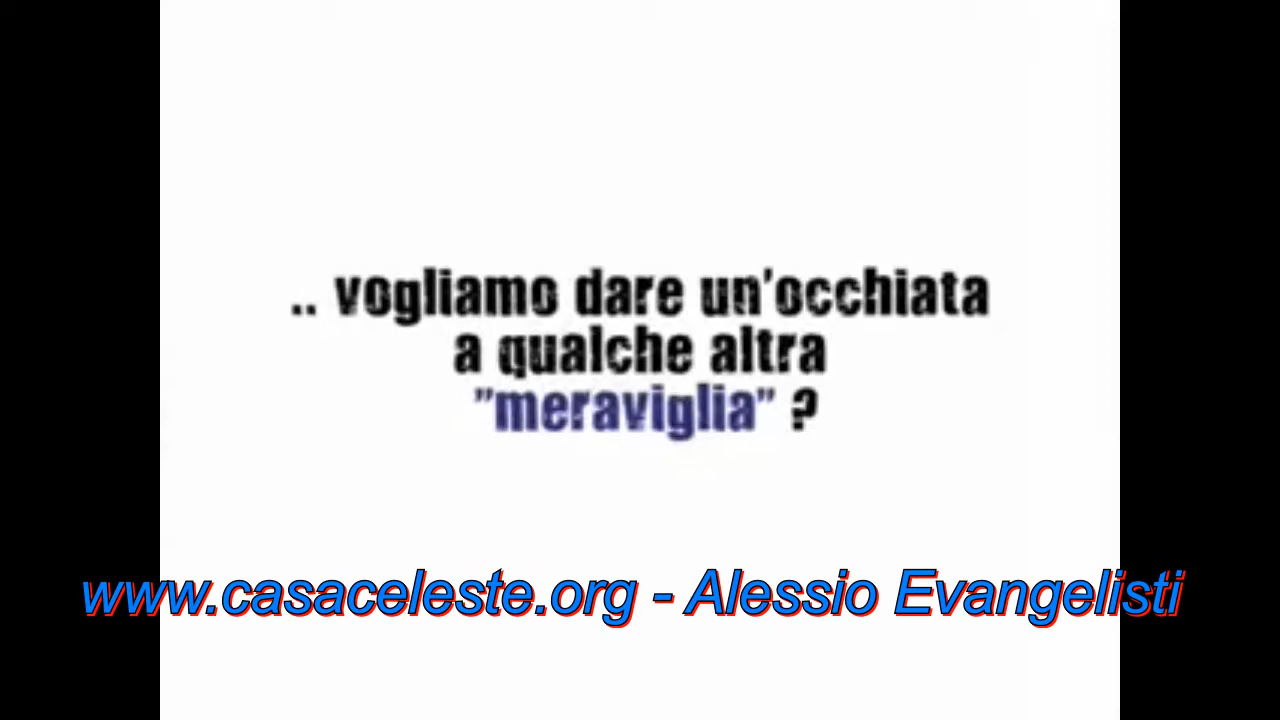 .. vogliamo dare un'occhiata
a qualche altra
"meraviglia" ?
www.casaceleste.org - Alessio Evangelisti